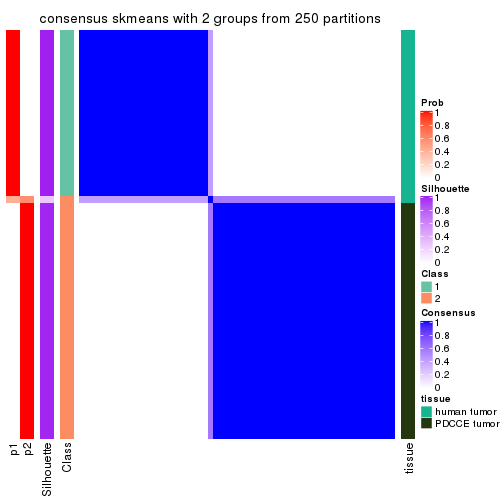 consensus skmeans with 2 groups from 250 partitions
Prob
1
0.8
0.6
0.4
0.2
0
Silhouette
1
0.8
0.6
0.4
0.2
0
Class
1
2
Consensus
1
0.8
0.6
0.4
0.2
0
tissue
human tumor
PDCCE tumor
p1
p2
Silhouette
Class
tissue